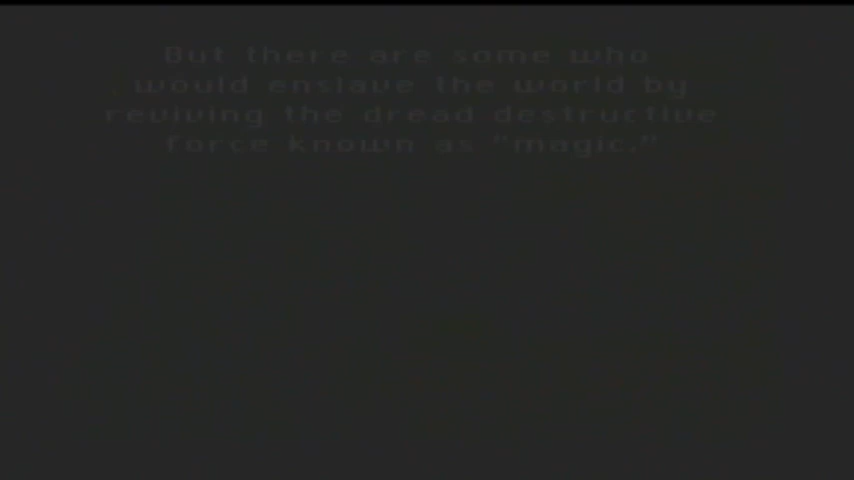 But there are some who
would enslave the world by
reviving the dread destructive
force known as "magic."